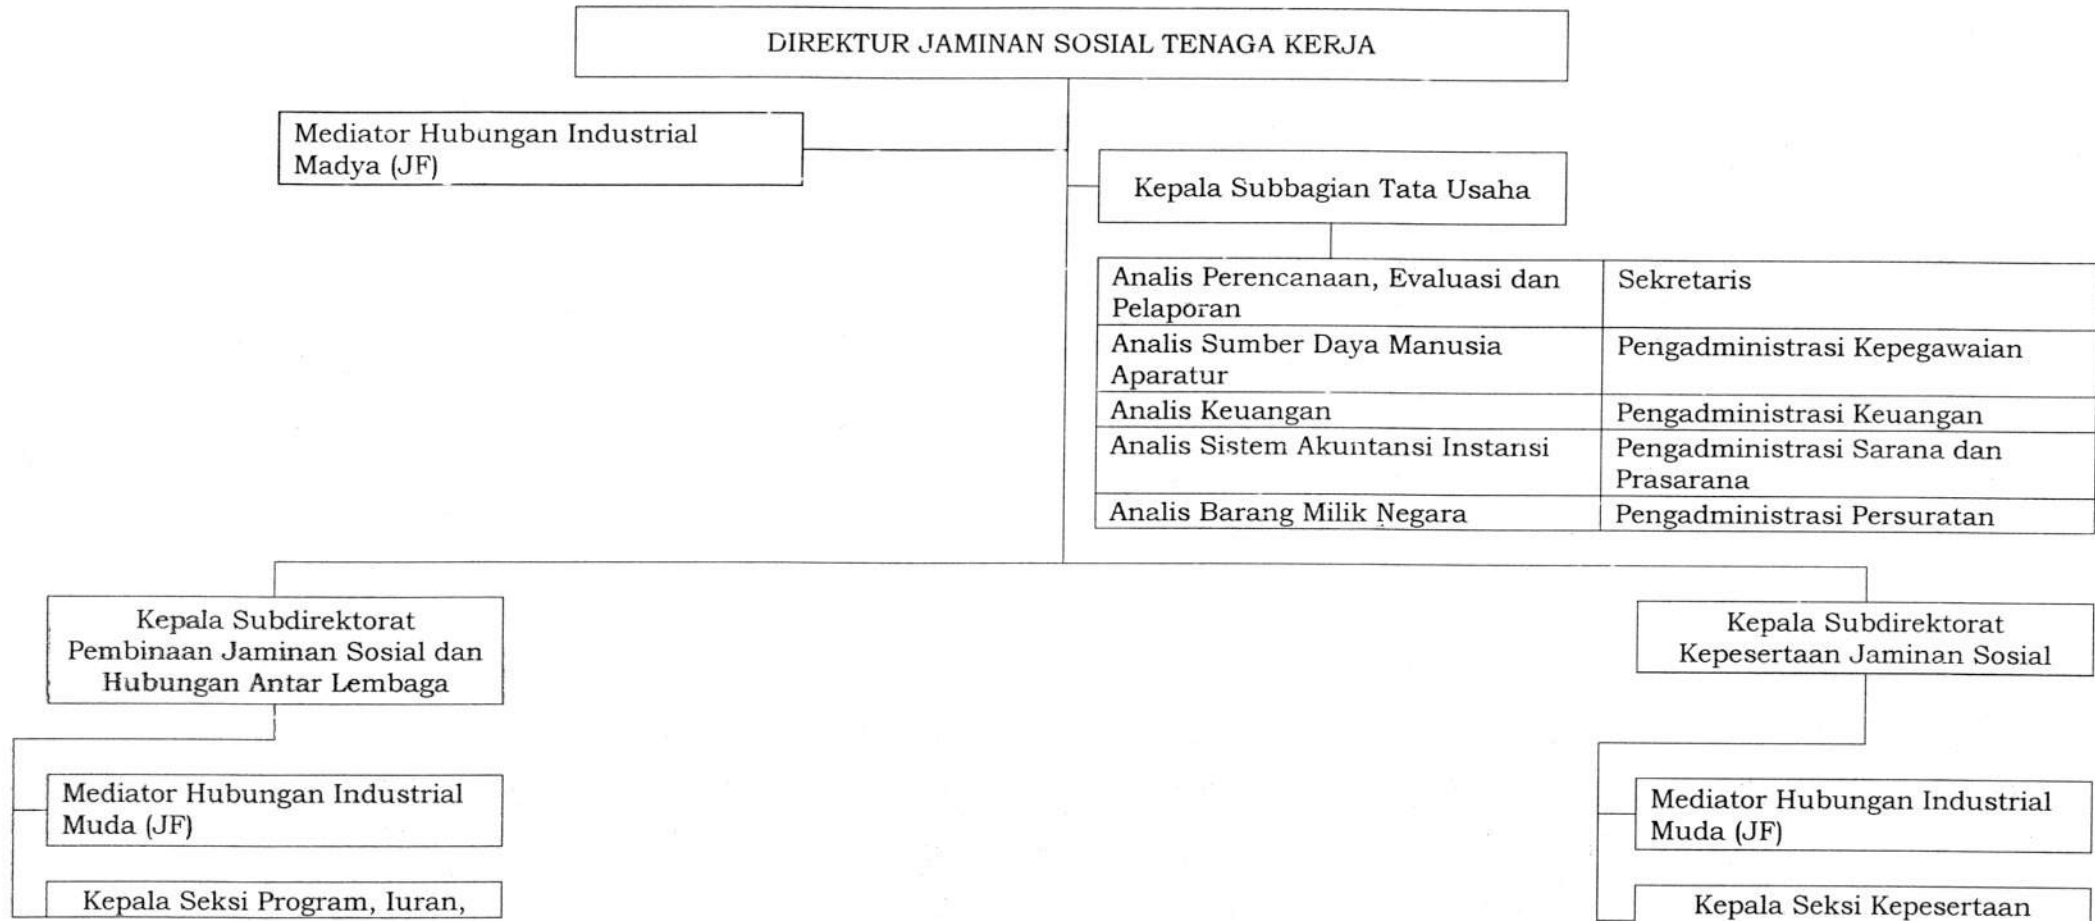 DIREKTUR JAMINAN SOSIAL TENAGA KERJA
Mediator Hubungan Industrial
Madya (JF)
Kepala Subbagian Tata Usaha
Analis Perencanaan, Evaluasi dan
Pelaporan
Sekretaris
Analis Sumber Daya Manusia
Aparatur
Pengadministrasi Kepegawaian
Analis Keuangan
Pengadministrasi Keuangan
Analis Sistem Akuntansi Instansi
Pengadministrasi Sarana dan
Prasarana
Analis Barang Milik Negara
Pengadministrasi Persuratan
Kepala Subdirektorat
Pembinaan Jaminan Sosial dan
Hubungan Antar Lembaga
Kepala Subdirektorat
Kepesertaan Jaminan Sosial
Mediator Hubungan Industrial
Muda (JF)
Mediator Hubungan Industrial
Muda (JF)
Kepala Seksi Program, Iuran,
Kepala Seksi Kepesertaan